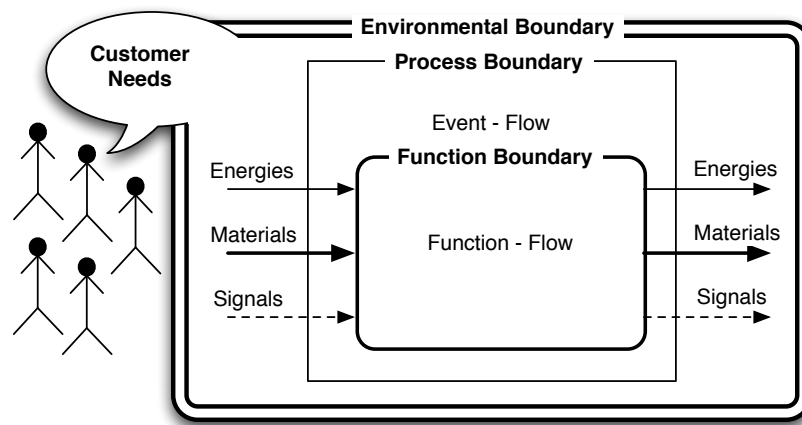 Environmental Boundary
Customer
Needs
Process Boundary
Event - Flow
Function Boundary
Energies
Energies
Materials
Function - Flow
Materials
Signals
Signals